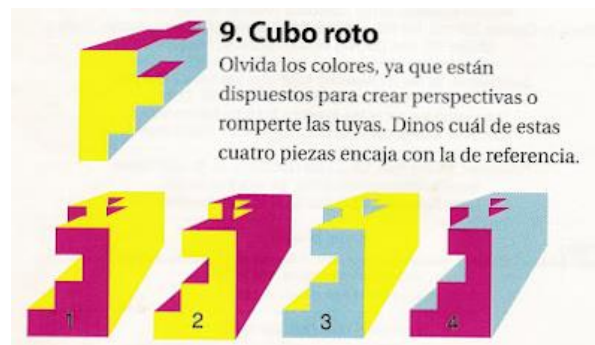 9. Cubo roto
Olvida los colores, ya que están
dispuestos para crear perspectivas o
romperte las tuyas. Dinos cuál de estas
cuatro piezas encaja con la de referencia.
1 2 3 4